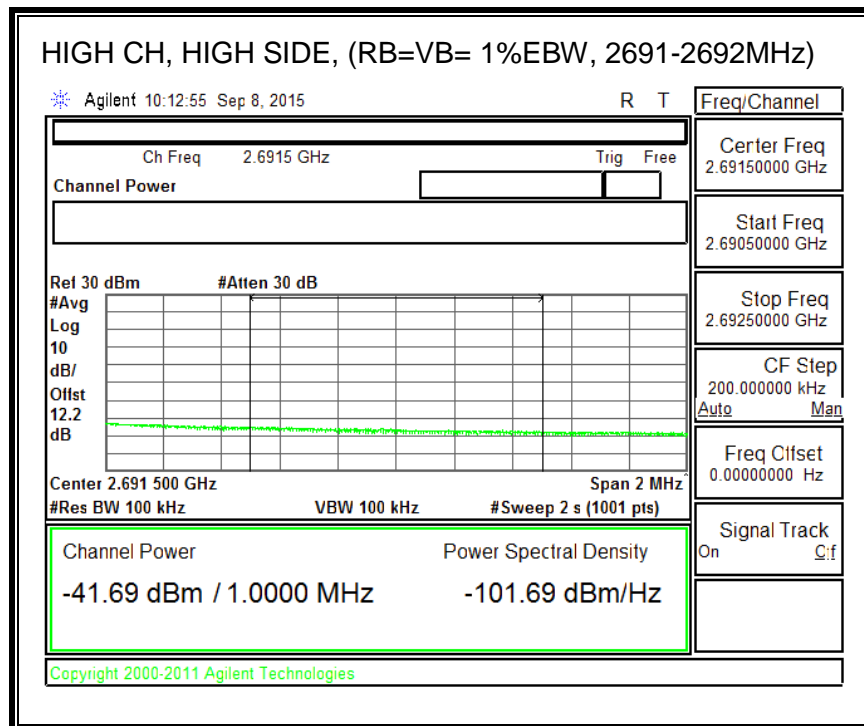 HIGH CH, HIGH SIDE, (RB=VB= 1%EBW, 2691-2692MHz)
Agilent 10:12:55 Sep 8, 2015 R T
Freq/Channel
Ch Freq 2.6915 GHz Trig Free
Channel Power
Center Freq
2.69150000 GHz
Start Freq
2.69050000 GHz
Stop Freq
2.69250000 GHz
CF Step
200.000000 kHz
Auto Man
Freq Offset
0.00000000 Hz
Signal Track
On Off
Ref 30 dBm #Atten 30 dB
#Avg
Log
10
dB/
Offst
12.2
dB
Center 2.691 500 GHz Span 2 MHz
#Res BW 100 kHz VBW 100 kHz #Sweep 2 s (1001 pts)
Channel Power Power Spectral Density
-41.69 dBm / 1.0000 MHz -101.69 dBm/Hz
Copyright 2000-2011 Agilent Technologies